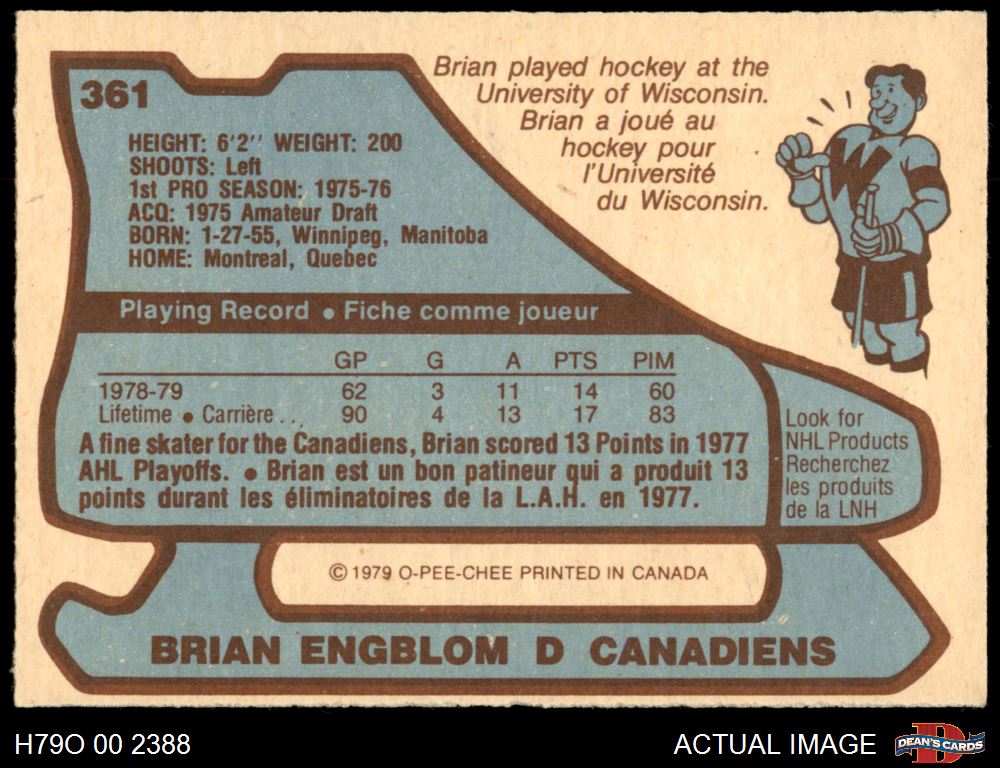 361
HEIGHT: 6'2'' WEIGHT: 200
SHOOTS: Left
1st PRO SEASON: 1975-76
ACQ: 1975 Amateur Draft
BORN: 1-27-55, Winnipeg, Manitoba
HOME: Montreal, Quebec
Brian played hockey at the
University of Wisconsin.
Brian a joué au
hockey pour
l'Université
du Wisconsin.
W
Playing Record • Fiche comme joueur
GP G A PTS PIM
1978-79 62 3 11 14 60
Lifetime • Carrière . . . 90 4 13 17 83
A fine skater for the Canadiens, Brian scored 13 Points in 1977
AHL Playoffs. • Brian est un bon patineur qui a produit 13
points durant les éliminatoires de la L.A.H. en 1977.
Look for
NHL Products
Recherchez
les produits
de la LNH
© 1979 O-PEE-CHEE PRINTED IN CANADA
BRIAN ENGBLOM D CANADIENS
H79O 00 2388
ACTUAL IMAGE
D
DEAN'S CARDS